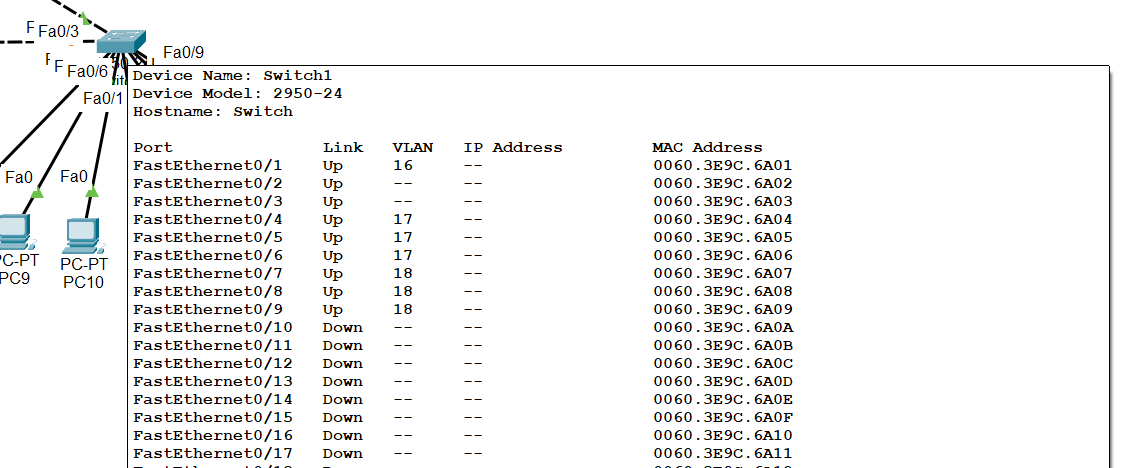 Fa0/3
Fa0/9
Fa0/6
Fa0/1
Fa0
Fa0
PC-PT
PC9
PC-PT
PC10
Device Name: Switch1
Device Model: 2950-24
Hostname: Switch
Port Link VLAN IP Address MAC Address
FastEthernet0/1 Up 16 -- 0060.3E9C.6A01
FastEthernet0/2 Up -- -- 0060.3E9C.6A02
FastEthernet0/3 Up -- -- 0060.3E9C.6A03
FastEthernet0/4 Up 17 -- 0060.3E9C.6A04
FastEthernet0/5 Up 17 -- 0060.3E9C.6A05
FastEthernet0/6 Up 17 -- 0060.3E9C.6A06
FastEthernet0/7 Up 18 -- 0060.3E9C.6A07
FastEthernet0/8 Up 18 -- 0060.3E9C.6A08
FastEthernet0/9 Up 18 -- 0060.3E9C.6A09
FastEthernet0/10 Down -- -- 0060.3E9C.6A0A
FastEthernet0/11 Down -- -- 0060.3E9C.6A0B
FastEthernet0/12 Down -- -- 0060.3E9C.6A0C
FastEthernet0/13 Down -- -- 0060.3E9C.6A0D
FastEthernet0/14 Down -- -- 0060.3E9C.6A0E
FastEthernet0/15 Down -- -- 0060.3E9C.6A0F
FastEthernet0/16 Down -- -- 0060.3E9C.6A10
FastEthernet0/17 Down -- -- 0060.3E9C.6A11